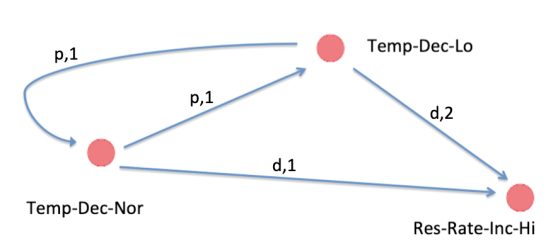 Temp-Dec-Lo
p,1
p,1
d,2
d,1
Temp-Dec-Nor
Res-Rate-Inc-Hi